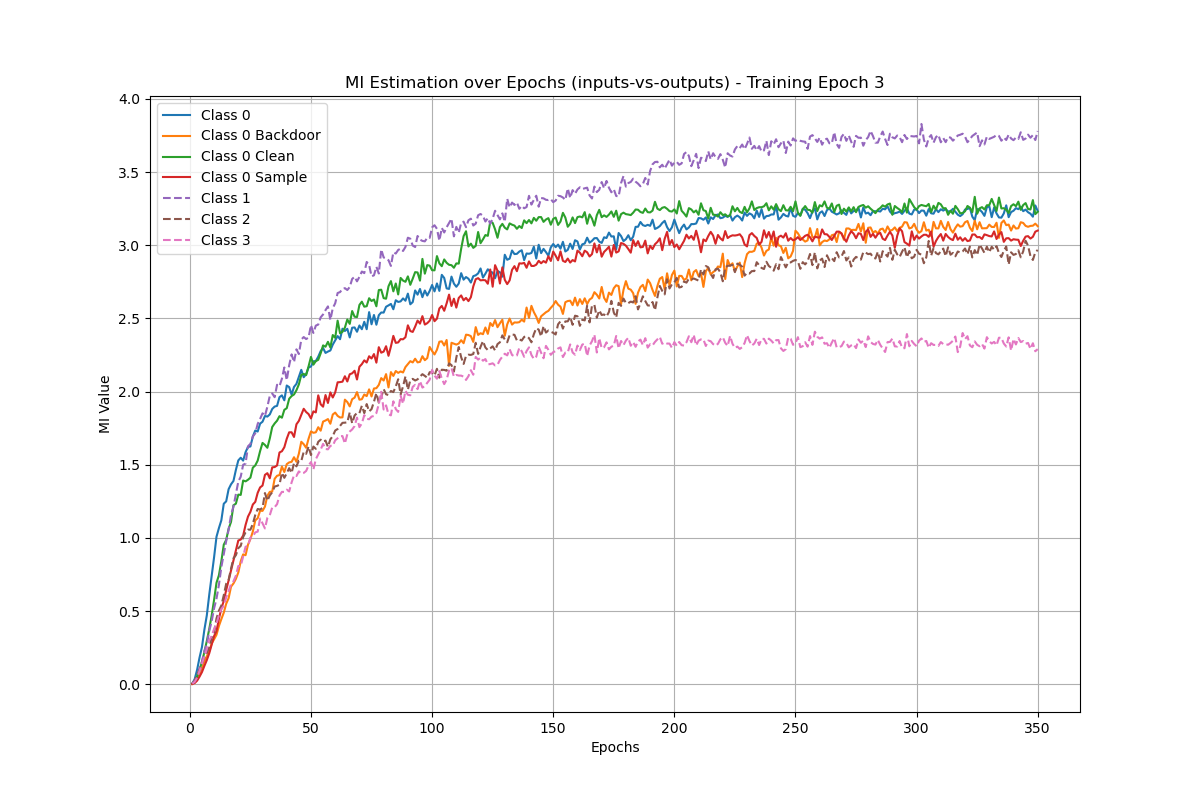 MI Estimation over Epochs (inputs-vs-outputs) - Training Epoch 3
4.0
3.5
3.0
2.5
2.0
1.5
1.0
0.5
0.0
MI Value
Class 0
Class 0 Backdoor
Class 0 Clean
Class 0 Sample
Class 1
Class 2
Class 3
0 50 100 150 200 250 300 350
Epochs